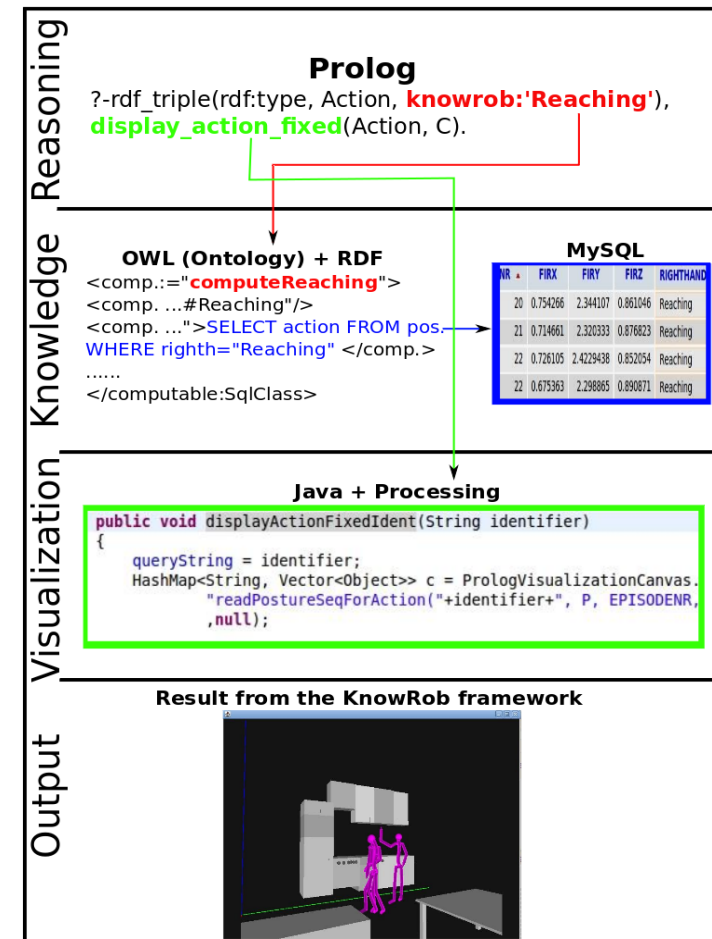 Reasoning
Prolog
?-rdf_triple(rdf:type, Action, knowrob:'Reaching'),
display_action_fixed(Action, C).
Knowledge
OWL (Ontology) + RDF
<comp.:="computeReaching">
<comp. ...#Reaching"/>
<comp. ...">SELECT action FROM pos.
WHERE righth="Reaching" </comp.>
......
</computable:SqlClass>
MySQL
NR ▲ FIRX FIRY FIRZ RIGHTHAND
20 0.754266 2.344107 0.861046 Reaching
21 0.714661 2.320333 0.876823 Reaching
22 0.726105 2.4229438 0.852054 Reaching
22 0.675363 2.298865 0.890871 Reaching
Visualization
Java + Processing
public void displayActionFixedIdent(String identifier)
{
queryString = identifier;
HashMap<String, Vector<Object>> c = PrologVisualizationCanvas.
"readPostureSeqForAction("+identifier+", P, EPISODENR,
,null);
Output
Result from the KnowRob framework